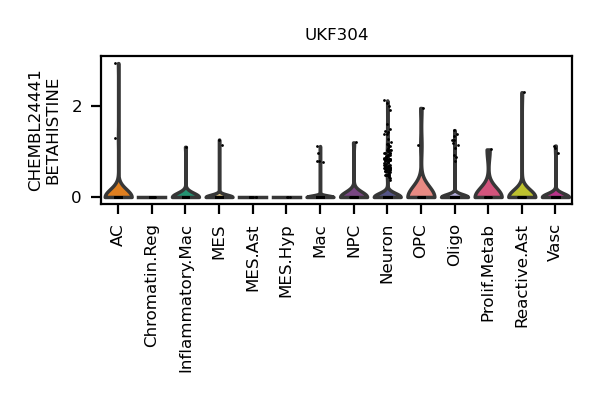 UKF304
CHEMBL24441
BETAHISTINE
2
0
AC
Chromatin.Reg
Inflammatory.Mac
MES
MES.Ast
MES.Hyp
Mac
NPC
Neuron
OPC
Oligo
Prolif.Metab
Reactive.Ast
Vasc